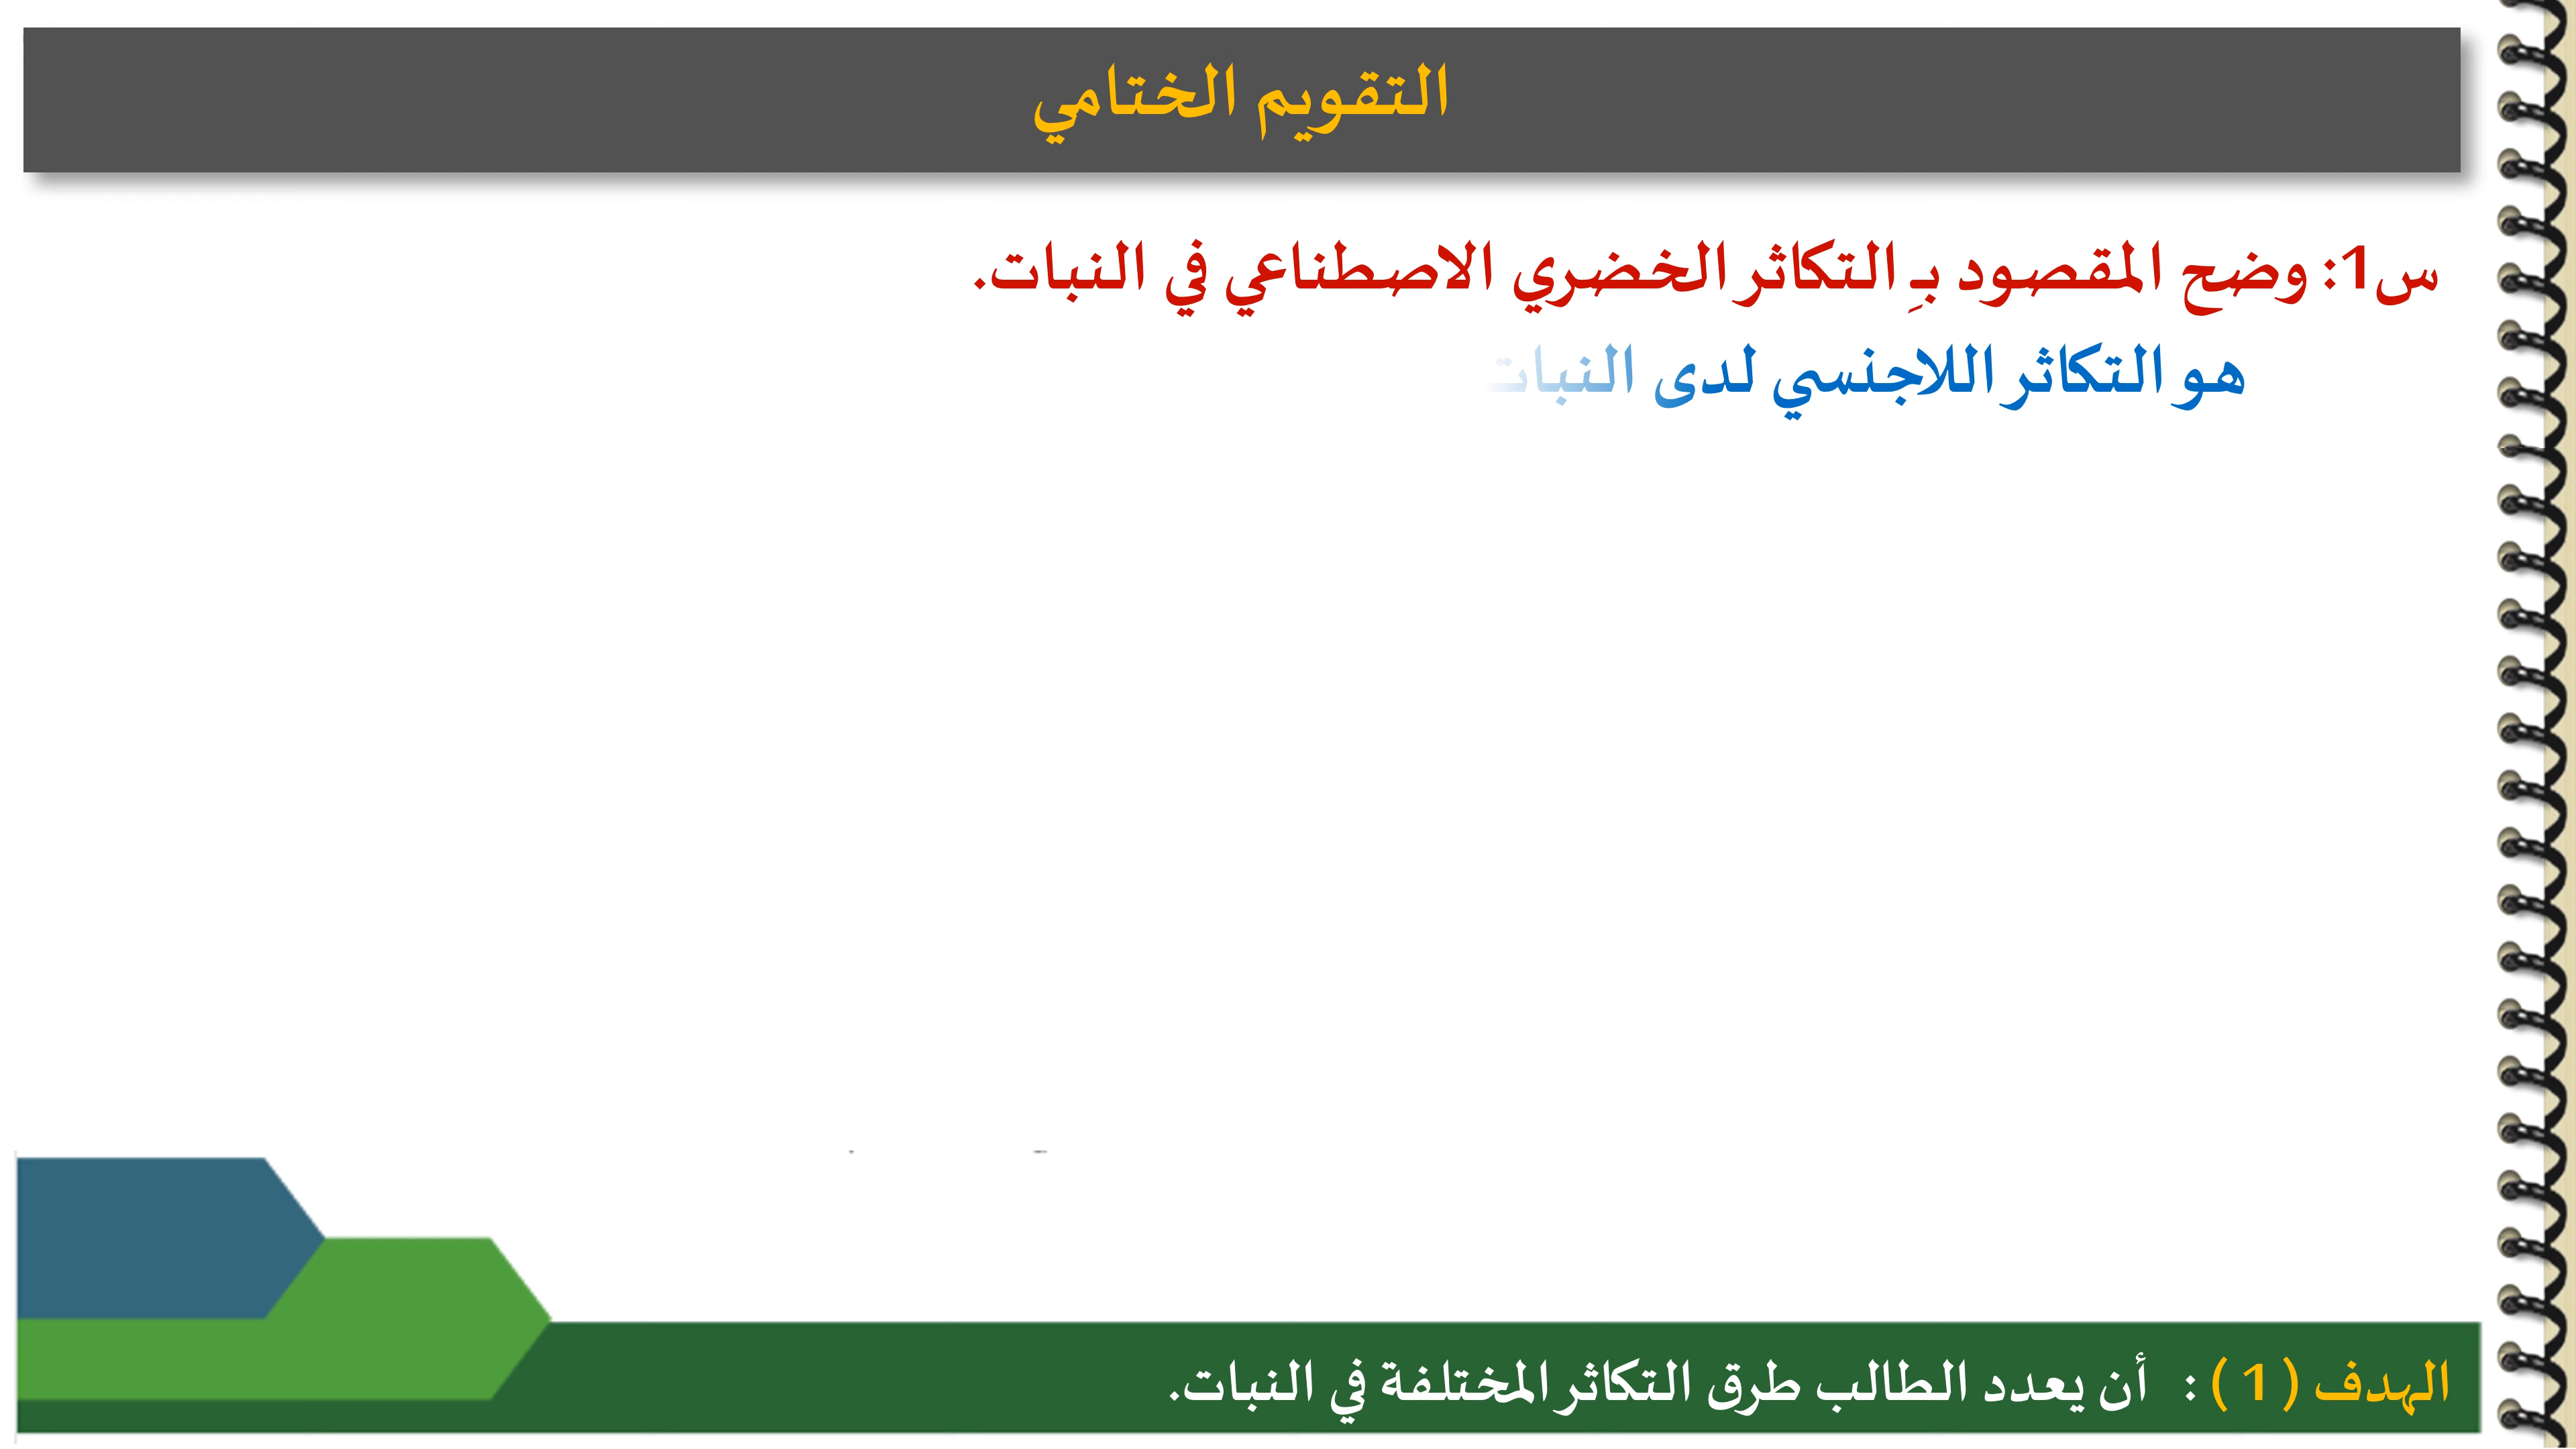 التقويم الختامي
س1: وضح المقصود بـِ التكاثر الخضري الاصطناعي في النبات.
هو التكاثر اللاجنسي لدى النبات
الهدف ( 1 ) : أن يعدد الطالب طرق التكاثر المختلفة في النبات.